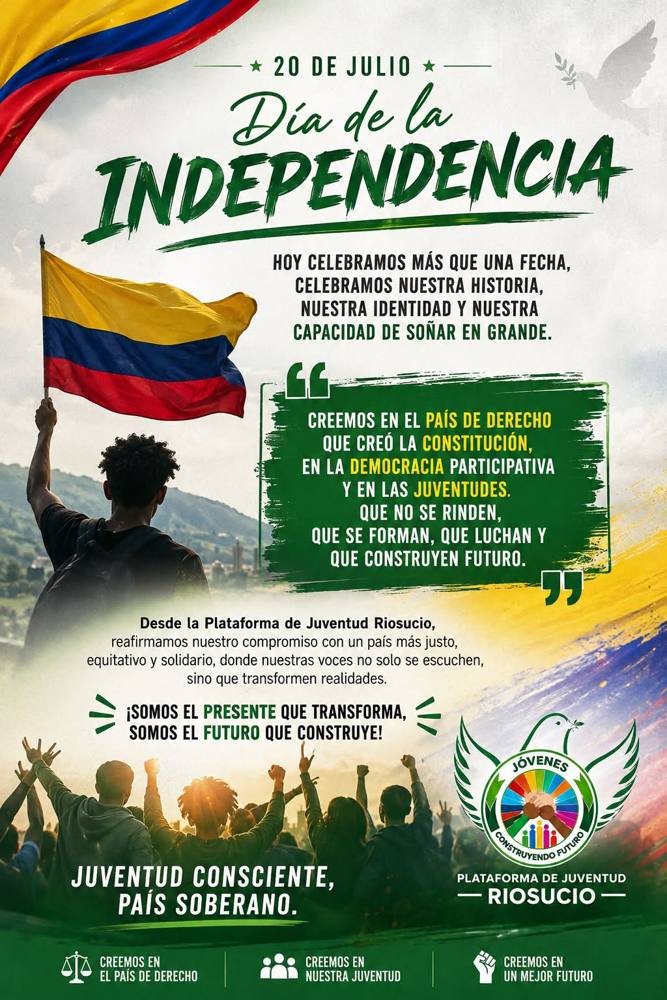 20 DE JULIO
Día de la
INDEPENDENCIA
HOY CELEBRAMOS MÁS QUE UNA FECHA,
CELEBRAMOS NUESTRA HISTORIA,
NUESTRA IDENTIDAD Y NUESTRA
CAPACIDAD DE SOÑAR EN GRANDE.
“
CREEMOS EN EL PAÍS DE DERECHO
QUE CREÓ LA CONSTITUCIÓN,
EN LA DEMOCRACIA PARTICIPATIVA
Y EN LAS JUVENTUDES.
QUE NO SE RINDEN,
QUE SE FORMAN, QUE LUCHAN Y
QUE CONSTRUYEN FUTURO.
”
Desde la Plataforma de Juventud Riosucio,
reafirmamos nuestro compromiso con un país más justo,
equitativo y solidario, donde nuestras voces no solo se escuchen,
sino que transformen realidades.
¡SOMOS EL PRESENTE QUE TRANSFORMA,
SOMOS EL FUTURO QUE CONSTRUYE!
JÓVENES
CONSTRUYENDO FUTURO
PLATAFORMA DE JUVENTUD
RIOSUCIO
JUVENTUD CONSCIENTE,
PAÍS SOBERANO.
CREEMOS EN
EL PAÍS DE DERECHO
CREEMOS EN
NUESTRA JUVENTUD
CREEMOS EN
UN MEJOR FUTURO